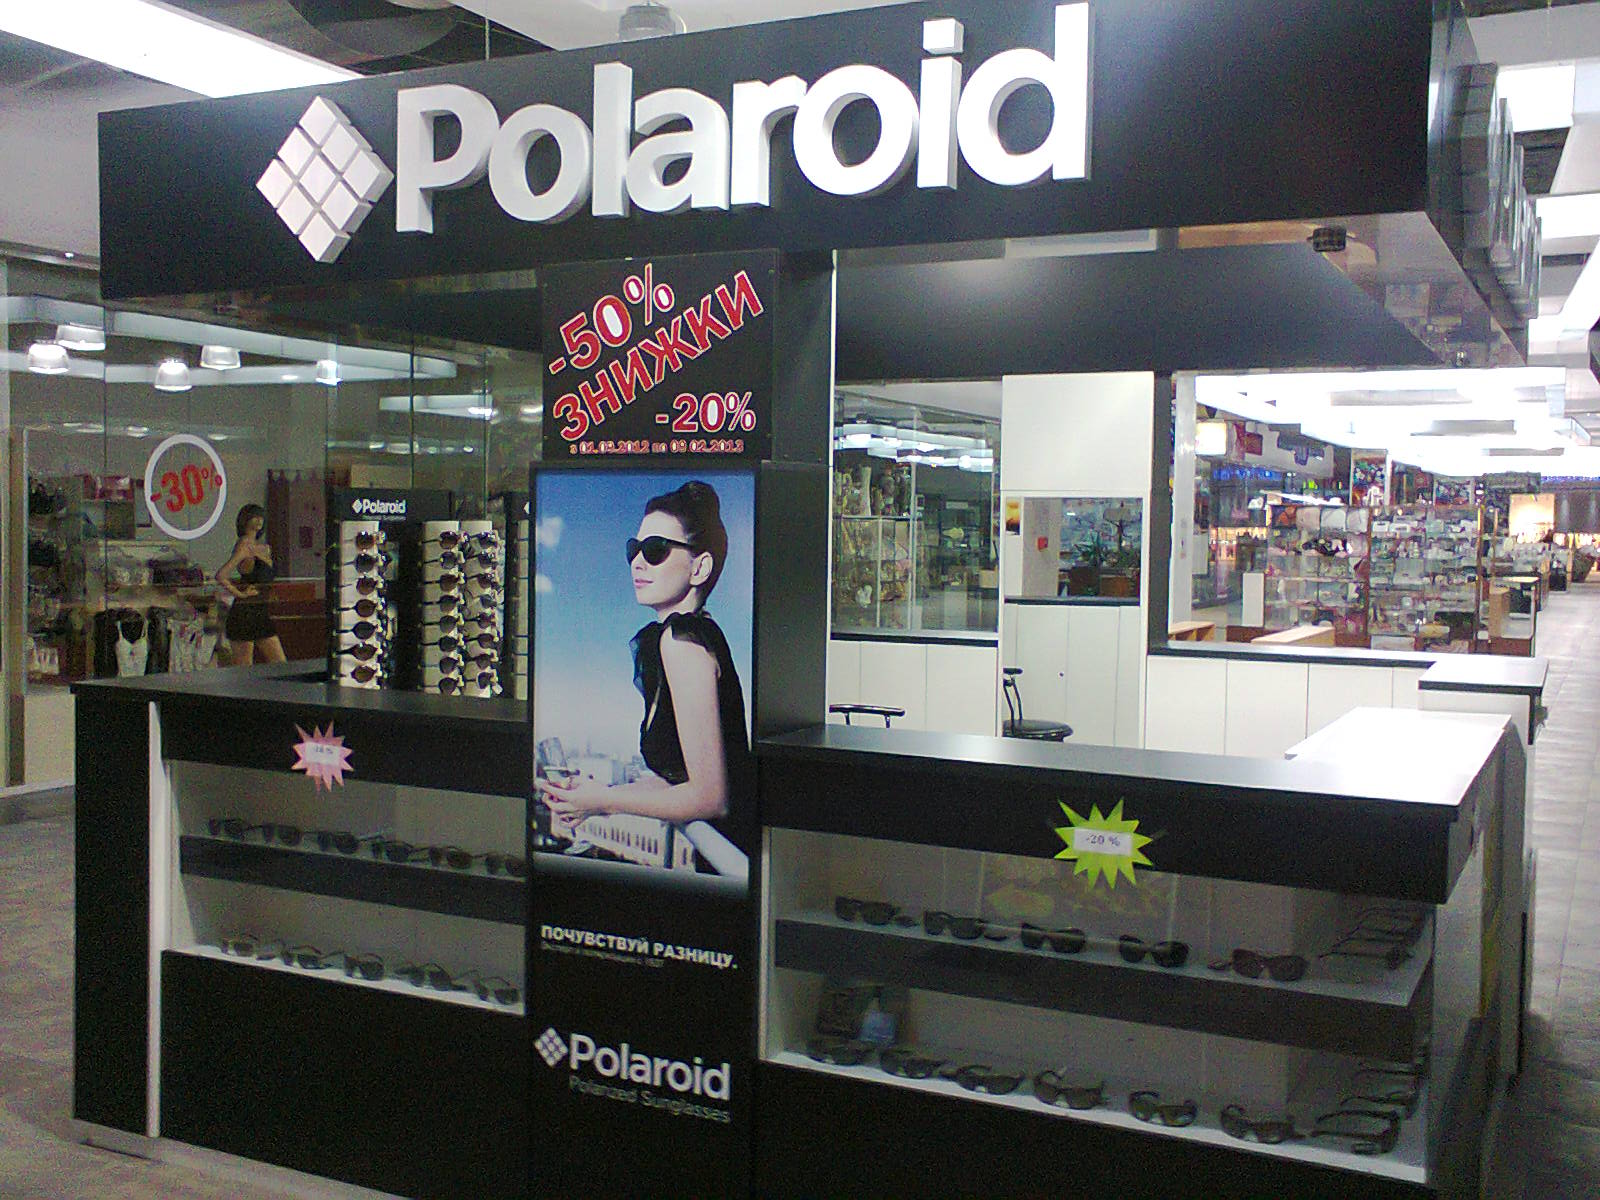 Polaroid
-50%
ЗНИЖКИ
-20%
-30%
Polaroid
-20 %
ПОЧУВСТВУЙ РАЗНИЦУ.
Polaroid
Polarized Sunglasses